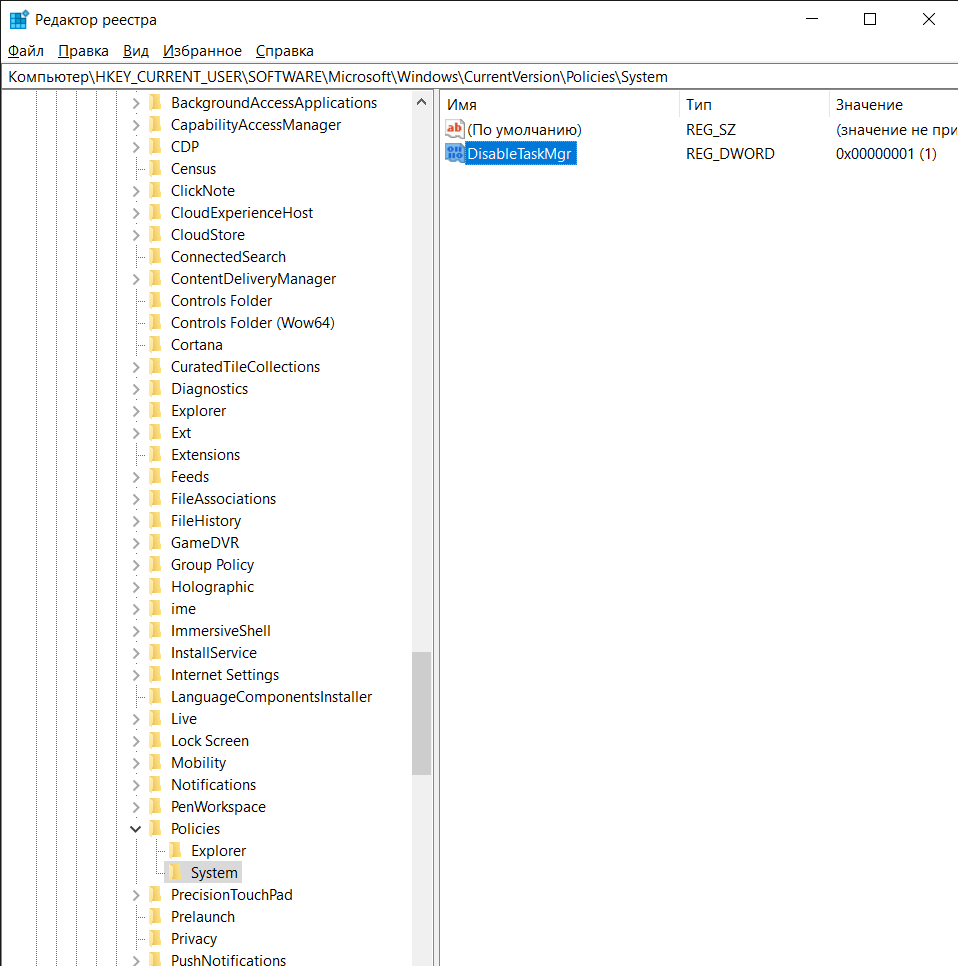 Редактор реестра
Файл Правка Вид Избранное Справка
Компьютер\HKEY_CURRENT_USER\SOFTWARE\Microsoft\Windows\CurrentVersion\Policies\System
BackgroundAccessApplications
CapabilityAccessManager
CDP
Census
ClickNote
CloudExperienceHost
CloudStore
ConnectedSearch
ContentDeliveryManager
Controls Folder
Controls Folder (Wow64)
Cortana
CuratedTileCollections
Diagnostics
Explorer
Ext
Extensions
Feeds
FileAssociations
FileHistory
GameDVR
Group Policy
Holographic
ime
ImmersiveShell
InstallService
Internet Settings
LanguageComponentsInstaller
Live
Lock Screen
Mobility
Notifications
PenWorkspace
Policies
Explorer
System
PrecisionTouchPad
Prelaunch
Privacy
PushNotifications
Имя Тип Значение
ab (По умолчанию) REG_SZ (значение не при
DisableTaskMgr REG_DWORD 0x00000001 (1)